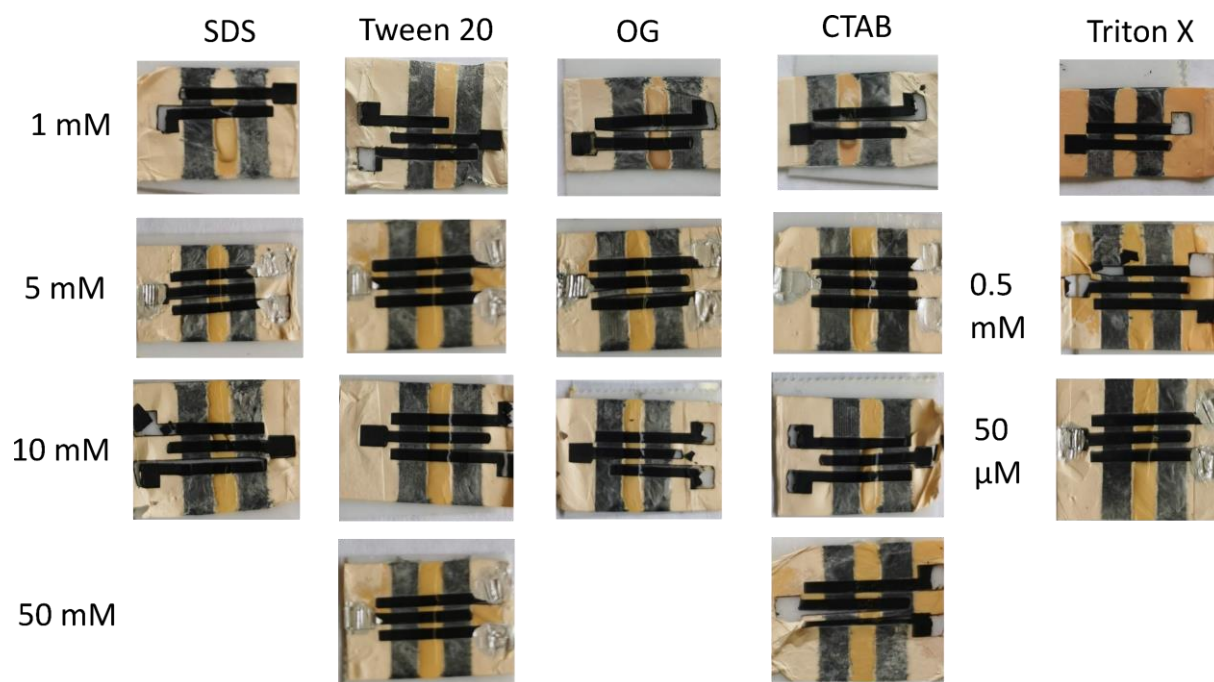 SDS Tween 20 OG CTAB Triton X
1 mM
5 mM
0.5
mM
10 mM
50
μM
50 mM